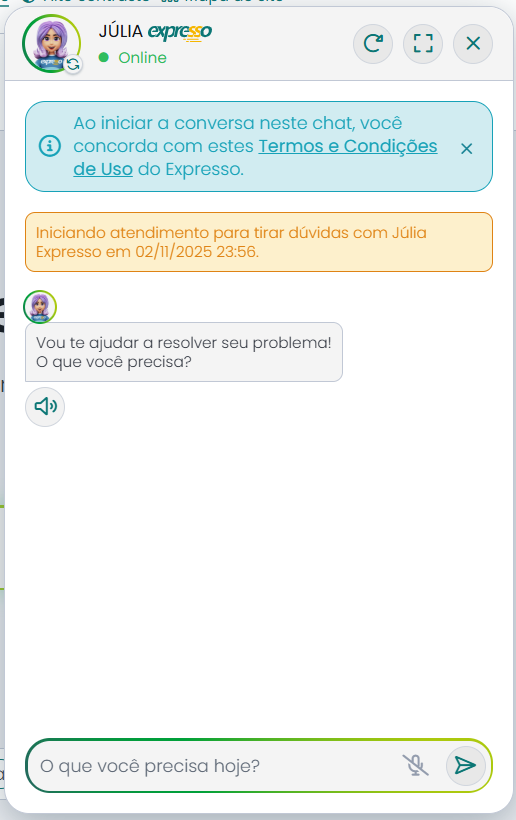 JÚLIA expresso
Online
Ao iniciar a conversa neste chat, você
concorda com estes Termos e Condições
de Uso do Expresso.
Iniciando atendimento para tirar dúvidas com Júlia
Expresso em 02/11/2025 23:56.
Vou te ajudar a resolver seu problema!
O que você precisa?
O que você precisa hoje?